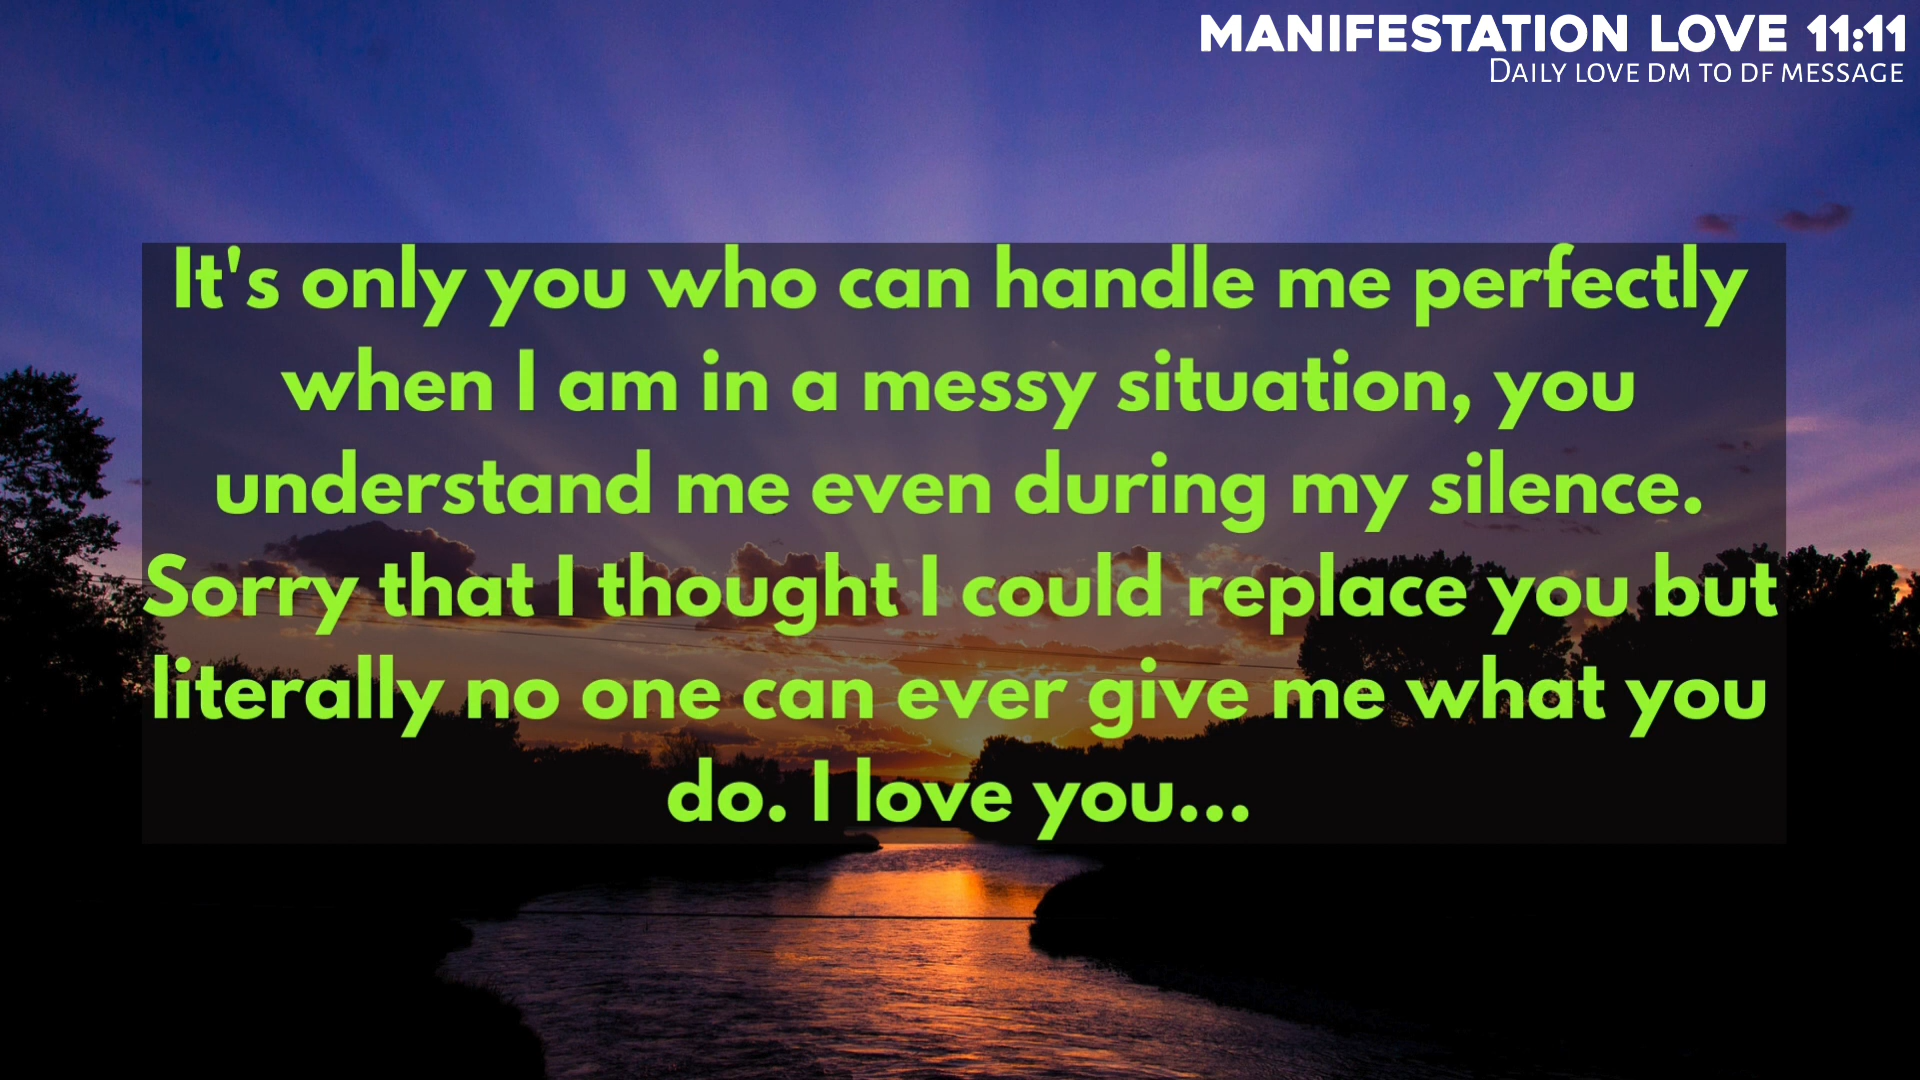 MANIFESTATION LOVE 11:11
DAILY LOVE DM TO DF MESSAGE
It's only you who can handle me perfectly
when I am in a messy situation, you
understand me even during my silence.
Sorry that I thought I could replace you but
literally no one can ever give me what you
do. I love you...